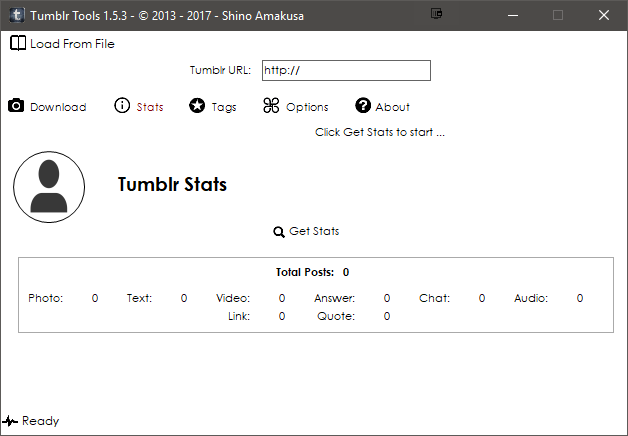 Tumblr Tools 1.5.3 - © 2013 - 2017 - Shino Amakusa
Load From File
Tumblr URL: http://
Download Stats Tags Options About
Click Get Stats to start ...
Tumblr Stats
Get Stats
Total Posts: 0
Photo: 0 Text: 0 Video: 0 Answer: 0 Chat: 0 Audio: 0
Link: 0 Quote: 0
Ready